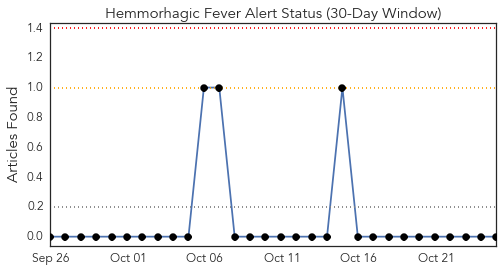 Hemmorhagic Fever Alert Status (30-Day Window)
Articles Found
1.4
1.2
1.0
0.8
0.6
0.4
0.2
0.0
Sep 26 Oct 01 Oct 06 Oct 11 Oct 16 Oct 21